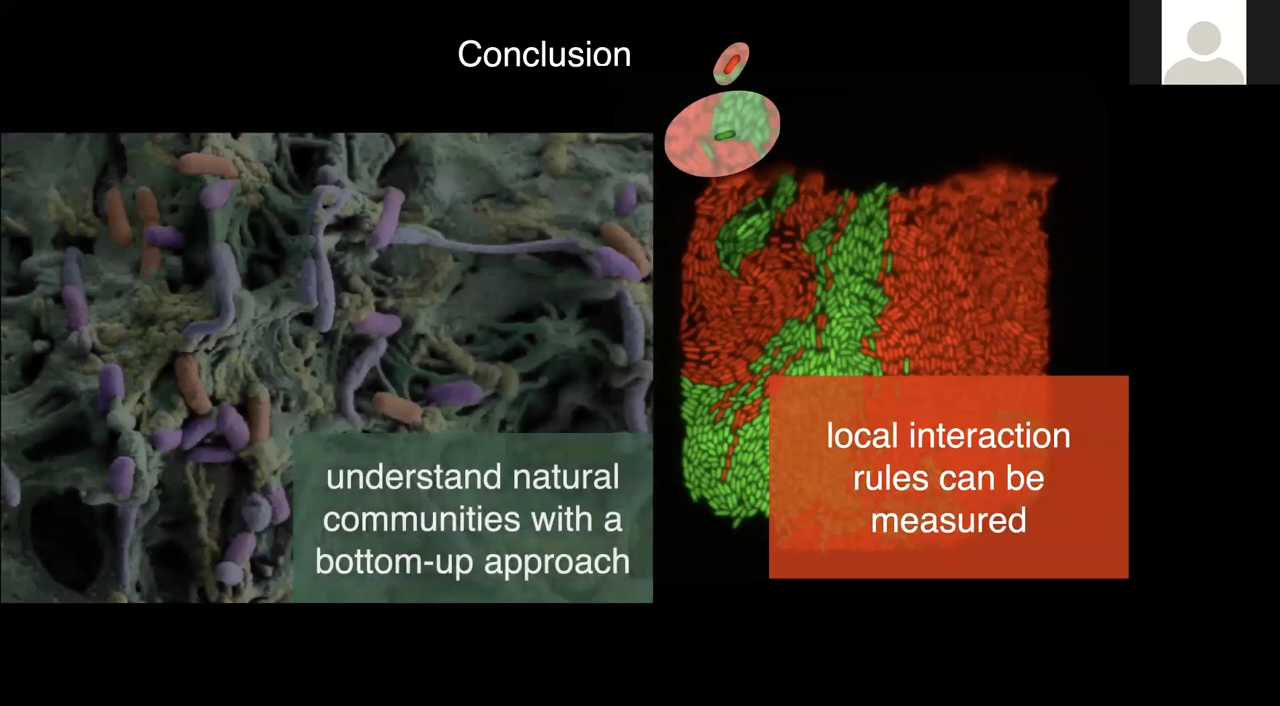 Conclusion
understand natural
communities with a
bottom-up approach
local interaction
rules can be
measured